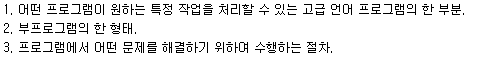 1. 어떤 프로그램이 원하는 특정 작업을 처리할 수 있는 고급 언어 프로그램의 한 부분.
2. 부프로그램의 한 형태.
3. 프로그램에서 어떤 문제를 해결하기 위하여 수행하는 절차.